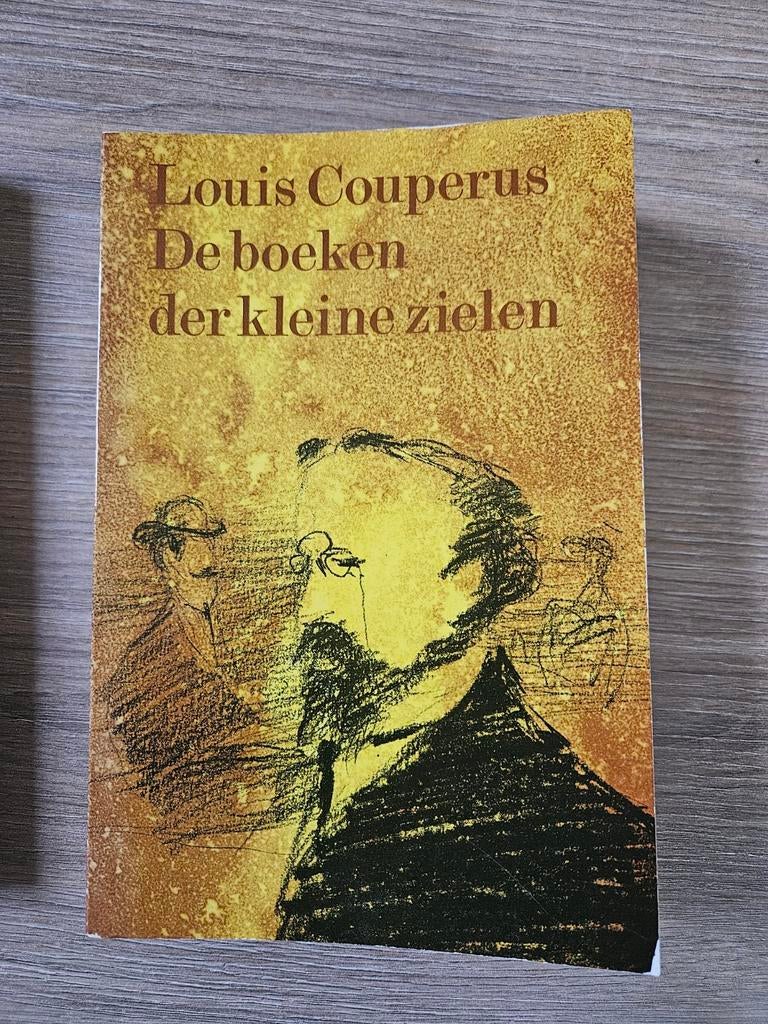 Louis Couperus
De boeken
der kleine zielen